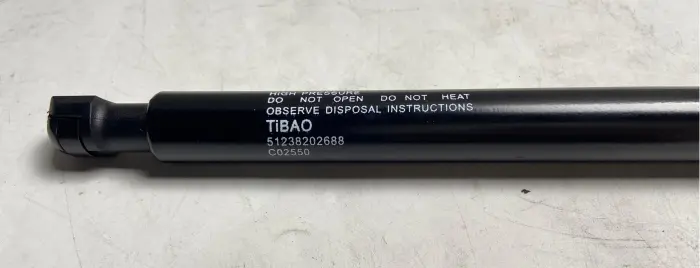 HIGH PRESSURE
DO NOT OPEN DO NOT HEAT
OBSERVE DISPOSAL INSTRUCTIONS
TiBAO
51238202688
C02550